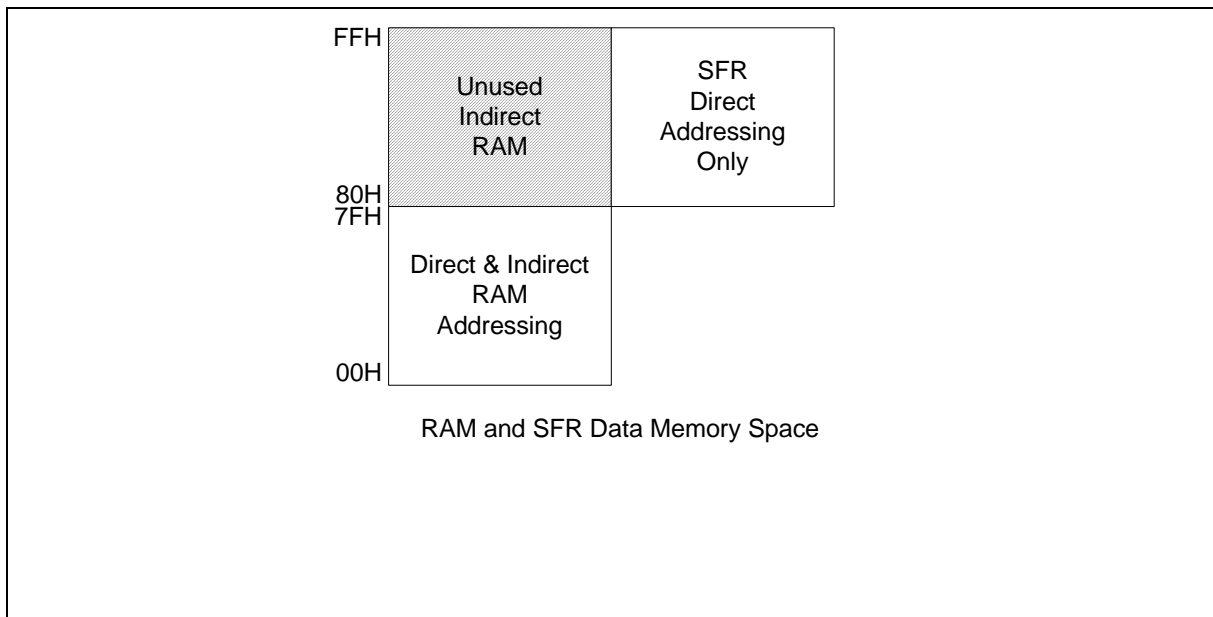 FFH
Unused
Indirect
RAM
SFR
Direct
Addressing
Only
80H
7FH
Direct & Indirect
RAM
Addressing
00H
RAM and SFR Data Memory Space